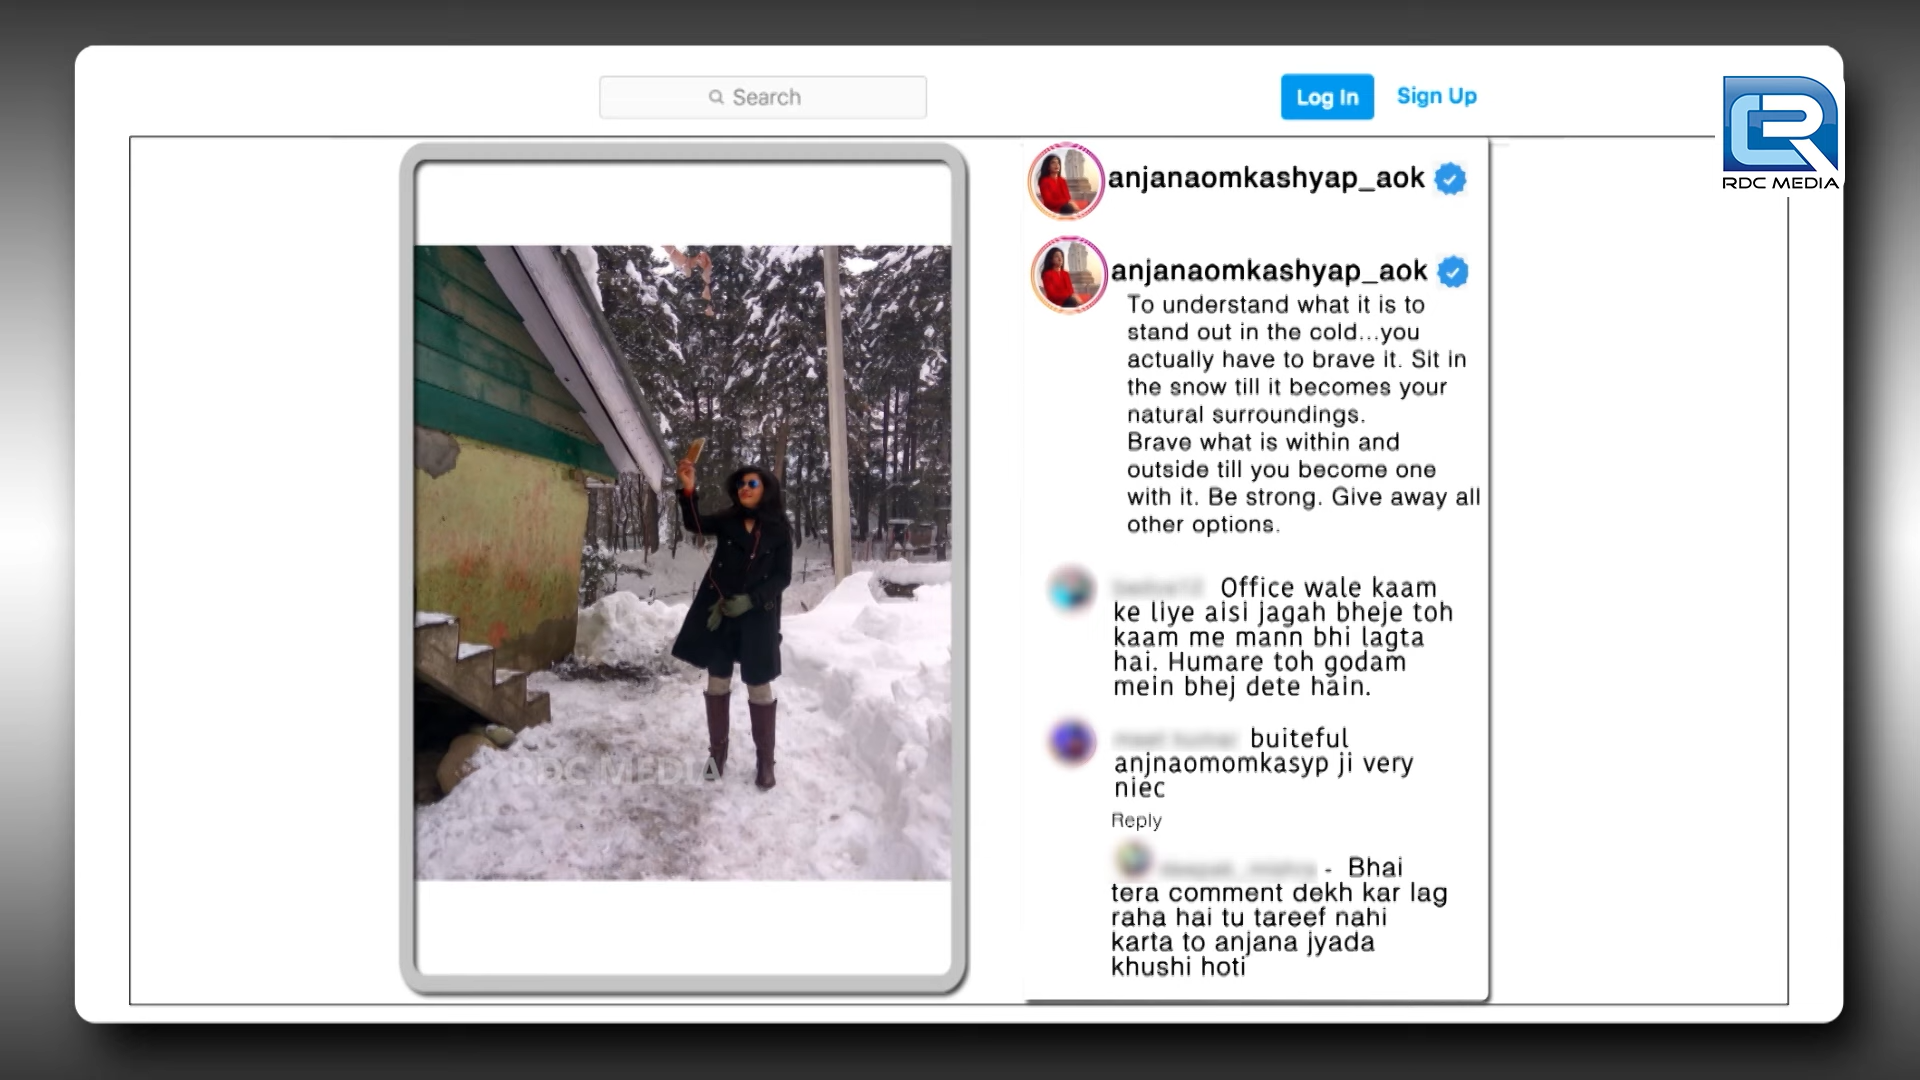 Search
Log In
Sign Up
RDC MEDIA
anjanaomkashyap_aok
anjanaomkashyap_aok
To understand what it is to
stand out in the cold...you
actually have to brave it. Sit in
the snow till it becomes your
natural surroundings.
Brave what is within and
outside till you become one
with it. Be strong. Give away all
other options.
Office wale kaam
ke liye aisi jagah bheje toh
kaam me mann bhi lagta
hai. Humare toh godam
mein bhej dete hain.
buiteful
anjnaomomkasyp ji very
niec
Reply
- Bhai
tera comment dekh kar lag
raha hai tu tareef nahi
karta to anjana jyada
khushi hoti
RDC MEDIA